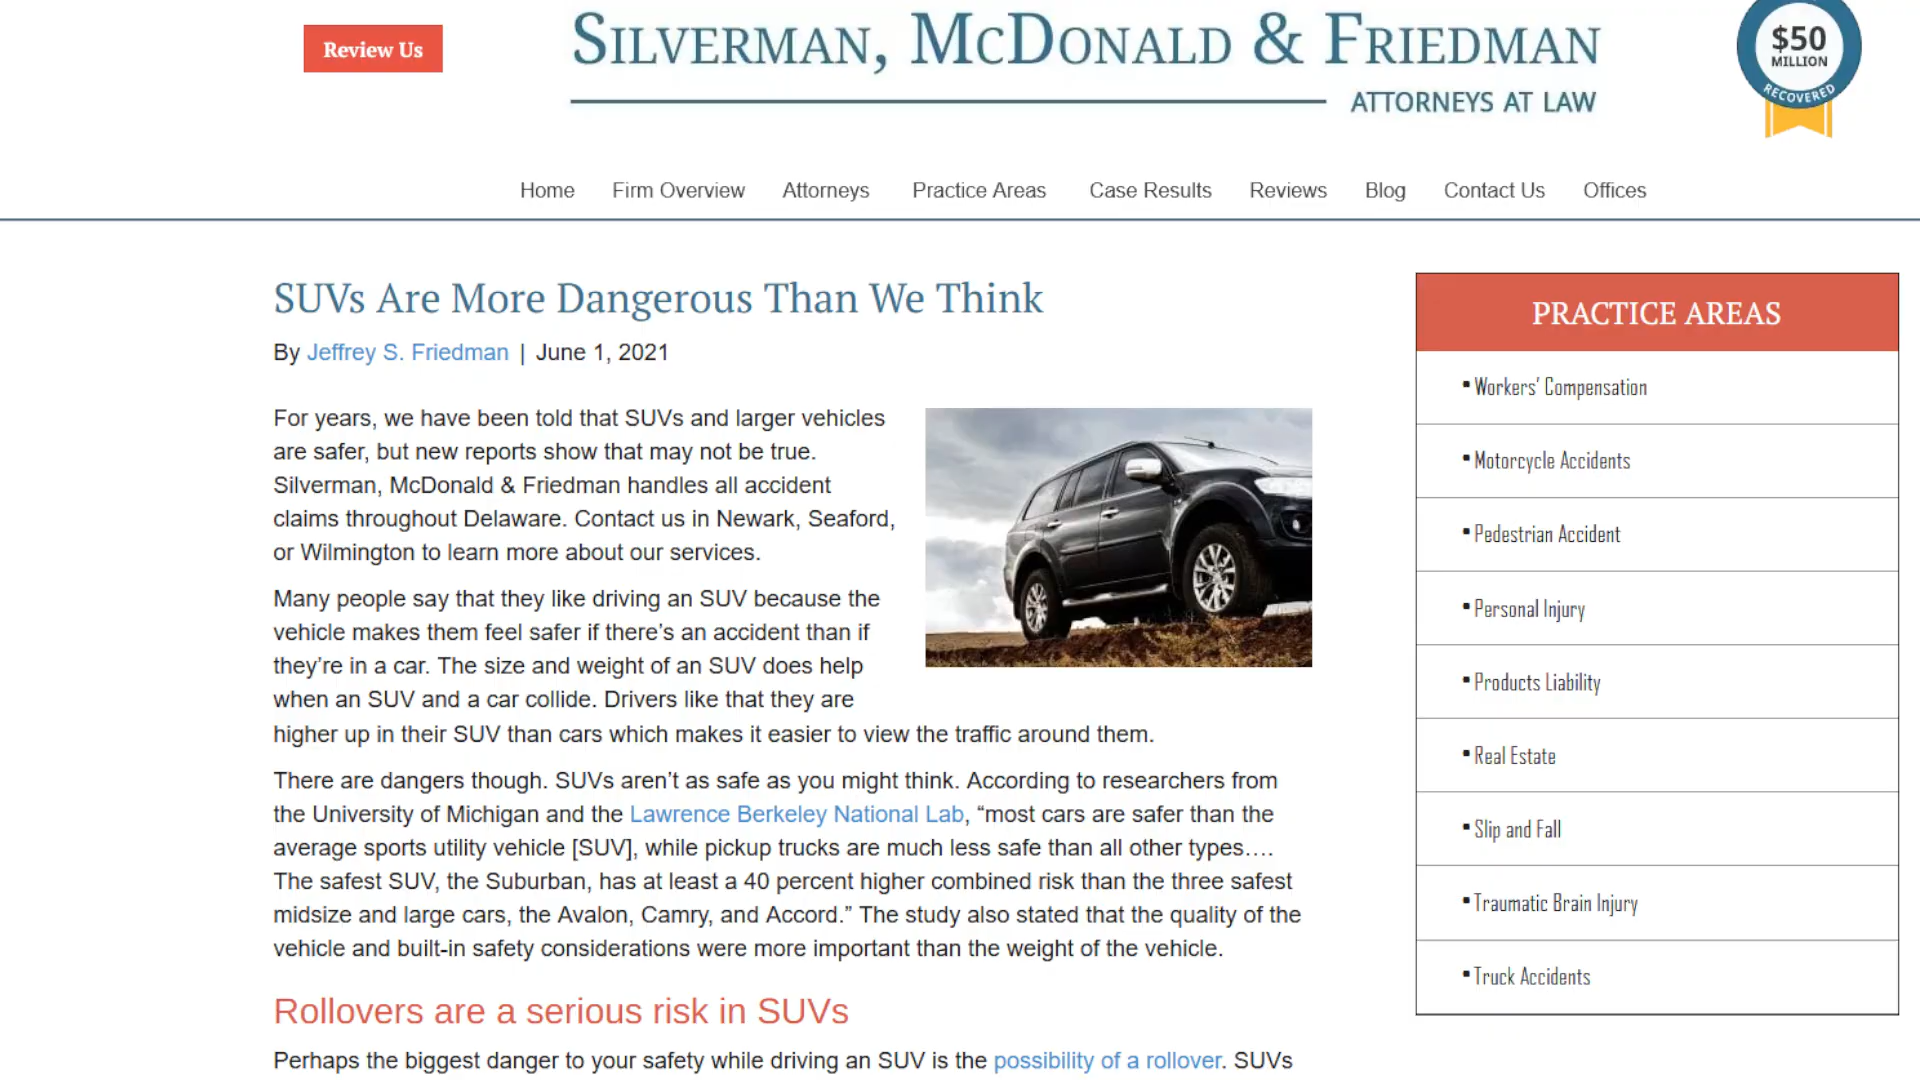 Review Us
SILVERMAN, MCDONALD & FRIEDMAN
ATTORNEYS AT LAW
$50
MILLION
RECOVERED
Home Firm Overview Attorneys Practice Areas Case Results Reviews Blog Contact Us Offices
SUVs Are More Dangerous Than We Think
By Jeffrey S. Friedman | June 1, 2021
For years, we have been told that SUVs and larger vehicles
are safer, but new reports show that may not be true.
Silverman, McDonald & Friedman handles all accident
claims throughout Delaware. Contact us in Newark, Seaford,
or Wilmington to learn more about our services.
Many people say that they like driving an SUV because the
vehicle makes them feel safer if there’s an accident than if
they’re in a car. The size and weight of an SUV does help
when an SUV and a car collide. Drivers like that they are
higher up in their SUV than cars which makes it easier to view the traffic around them.
There are dangers though. SUVs aren’t as safe as you might think. According to researchers from
the University of Michigan and the Lawrence Berkeley National Lab, “most cars are safer than the
average sports utility vehicle [SUV], while pickup trucks are much less safe than all other types….
The safest SUV, the Suburban, has at least a 40 percent higher combined risk than the three safest
midsize and large cars, the Avalon, Camry, and Accord.” The study also stated that the quality of the
vehicle and built-in safety considerations were more important than the weight of the vehicle.
Rollovers are a serious risk in SUVs
Perhaps the biggest danger to your safety while driving an SUV is the possibility of a rollover. SUVs
PRACTICE AREAS
▪ Workers’ Compensation
▪ Motorcycle Accidents
▪ Pedestrian Accident
▪ Personal Injury
▪ Products Liability
▪ Real Estate
▪ Slip and Fall
▪ Traumatic Brain Injury
▪ Truck Accidents